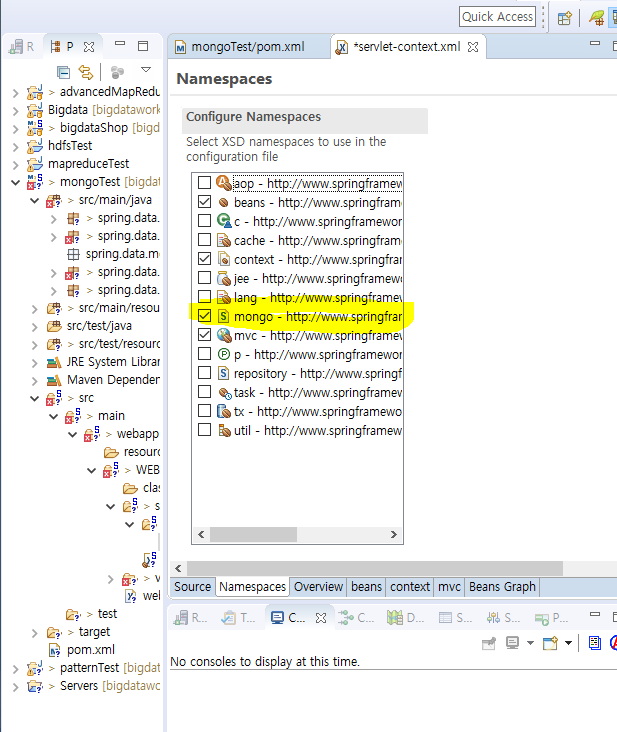 Quick Access
R
P
mongoTest/pom.xml
*servlet-context.xml
> advancedMapRedu
Bigdata [bigdatawork
> bigdataShop [bigd
hdfsTest
mapreduceTest
> mongoTest [bigdat
> src/main/java
> spring.data.
> spring.data.
spring.data.m
> spring.data.
> spring.data.
> src/main/resou
src/test/java
> src/test/resour
JRE System Librar
Maven Dependen
> src
> main
> webapp
resourc
> WEB
clas
> s
>
> v
web
> test
> target
pom.xml
> patternTest [bigdat
> Servers [bigdatawo
Namespaces
Configure Namespaces
Select XSD namespaces to use in the
configuration file
aop - http://www.springframew
beans - http://www.springfram
c - http://www.springframewor
cache - http://www.springfram
context - http://www.springfra
jee - http://www.springframewo
lang - http://www.springframew
mongo - http://www.springfran
mvc - http://www.springframew
p - http://www.springframewor
repository - http://www.springf
task - http://www.springframew
tx - http://www.springframewo
util - http://www.springframew
Source
Namespaces
Overview
beans
context
mvc
Beans Graph
R...
T...
C...
C...
D...
S...
S...
P...
No consoles to display at this time.